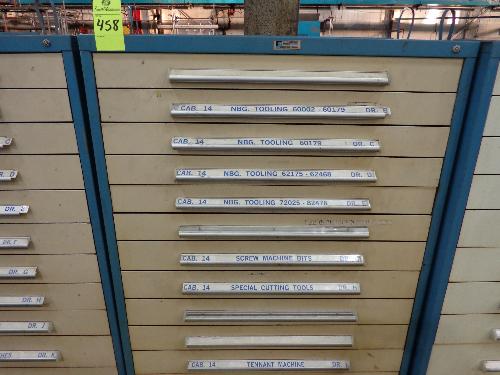 458
CAB. 14 NBG. TOOLING 60002-60179 DR. B
CAB. 14 NBG. TOOLING 60179 DR. C
CAB. 14 NBG. TOOLING 62175-62468 DR. D
CAB. 14 NBG. TOOLING 72025-82478 DR. E
CAB. 14 SCREW MACHINE BITS DR.
CAB. 14 SPECIAL CUTTING TOOLS DR. H
CAB. 14 TENNANT MACHINE DR.
DR. F
DR. G
DR. H
DR. J
DR. K